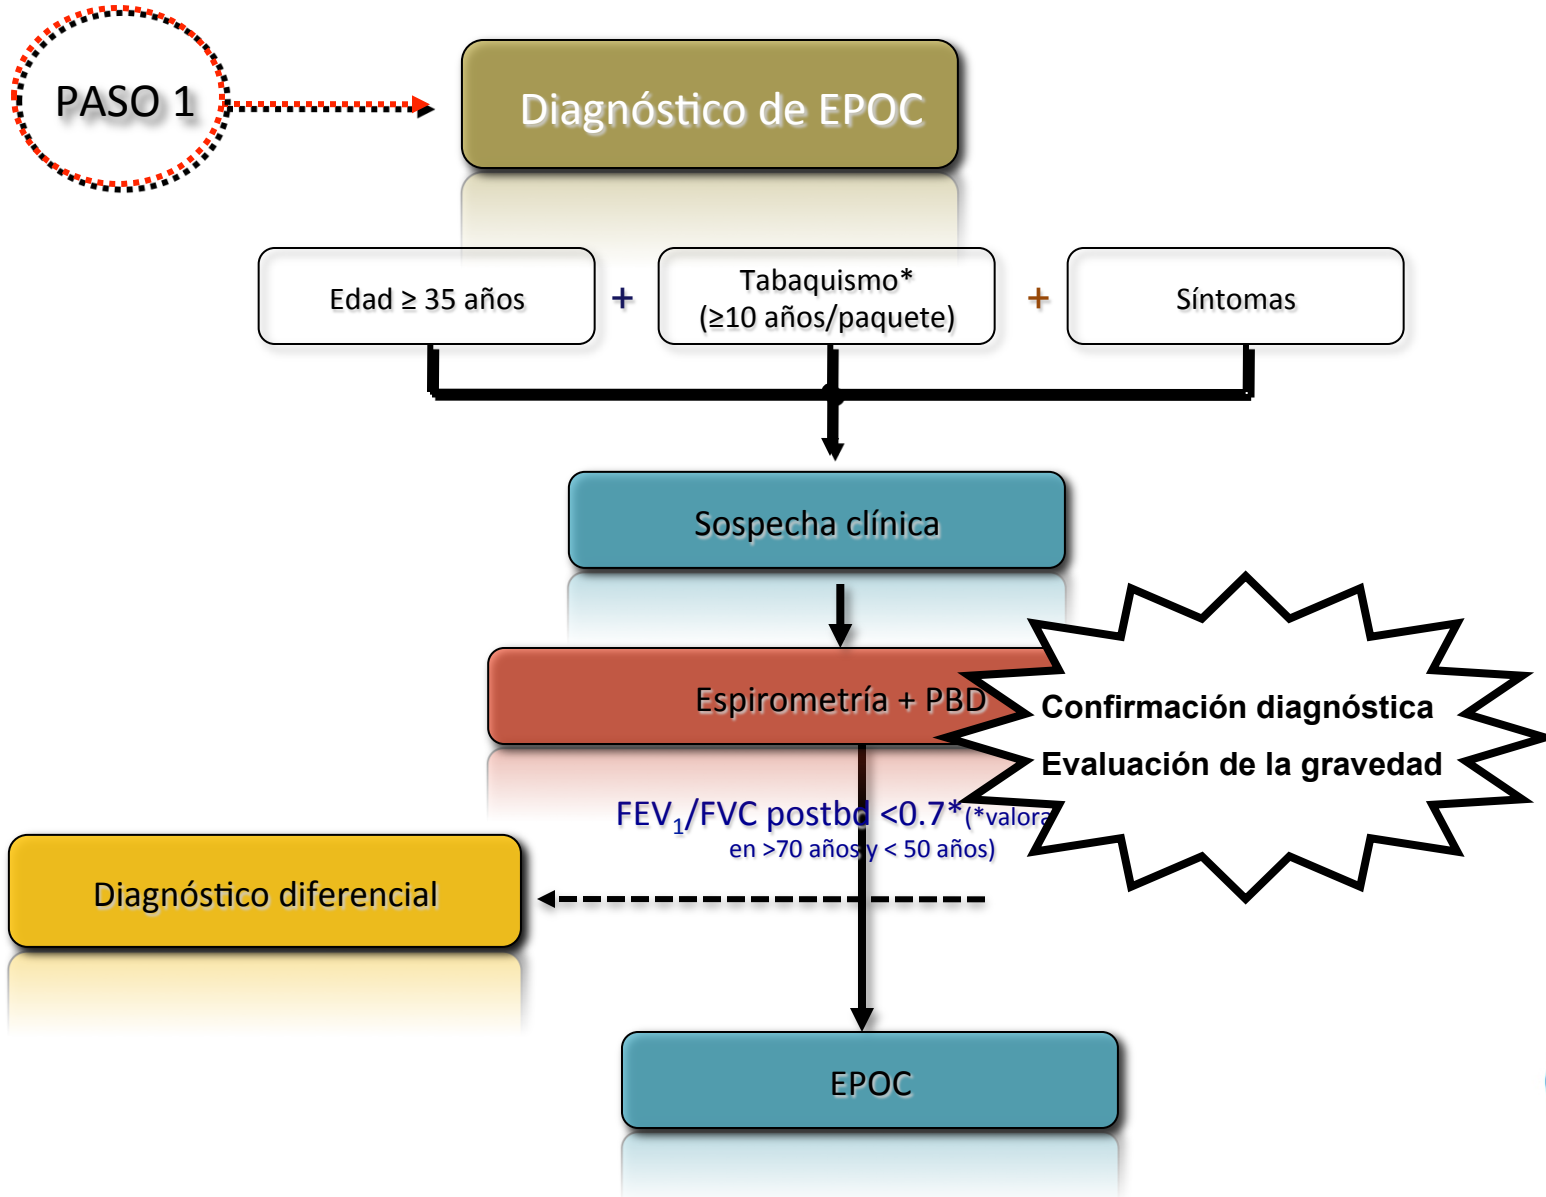 PASO 1
Diagnóstico de EPOC
Edad ≥ 35 años
+
Tabaquismo*
(≥10 años/paquete)
+
Síntomas
Sospecha clínica
Espirometría + PBD
Confirmación diagnóstica
Evaluación de la gravedad
FEV₁/FVC postbd <0.7*(*valora
en >70 años y < 50 años)
Diagnóstico diferencial
EPOC